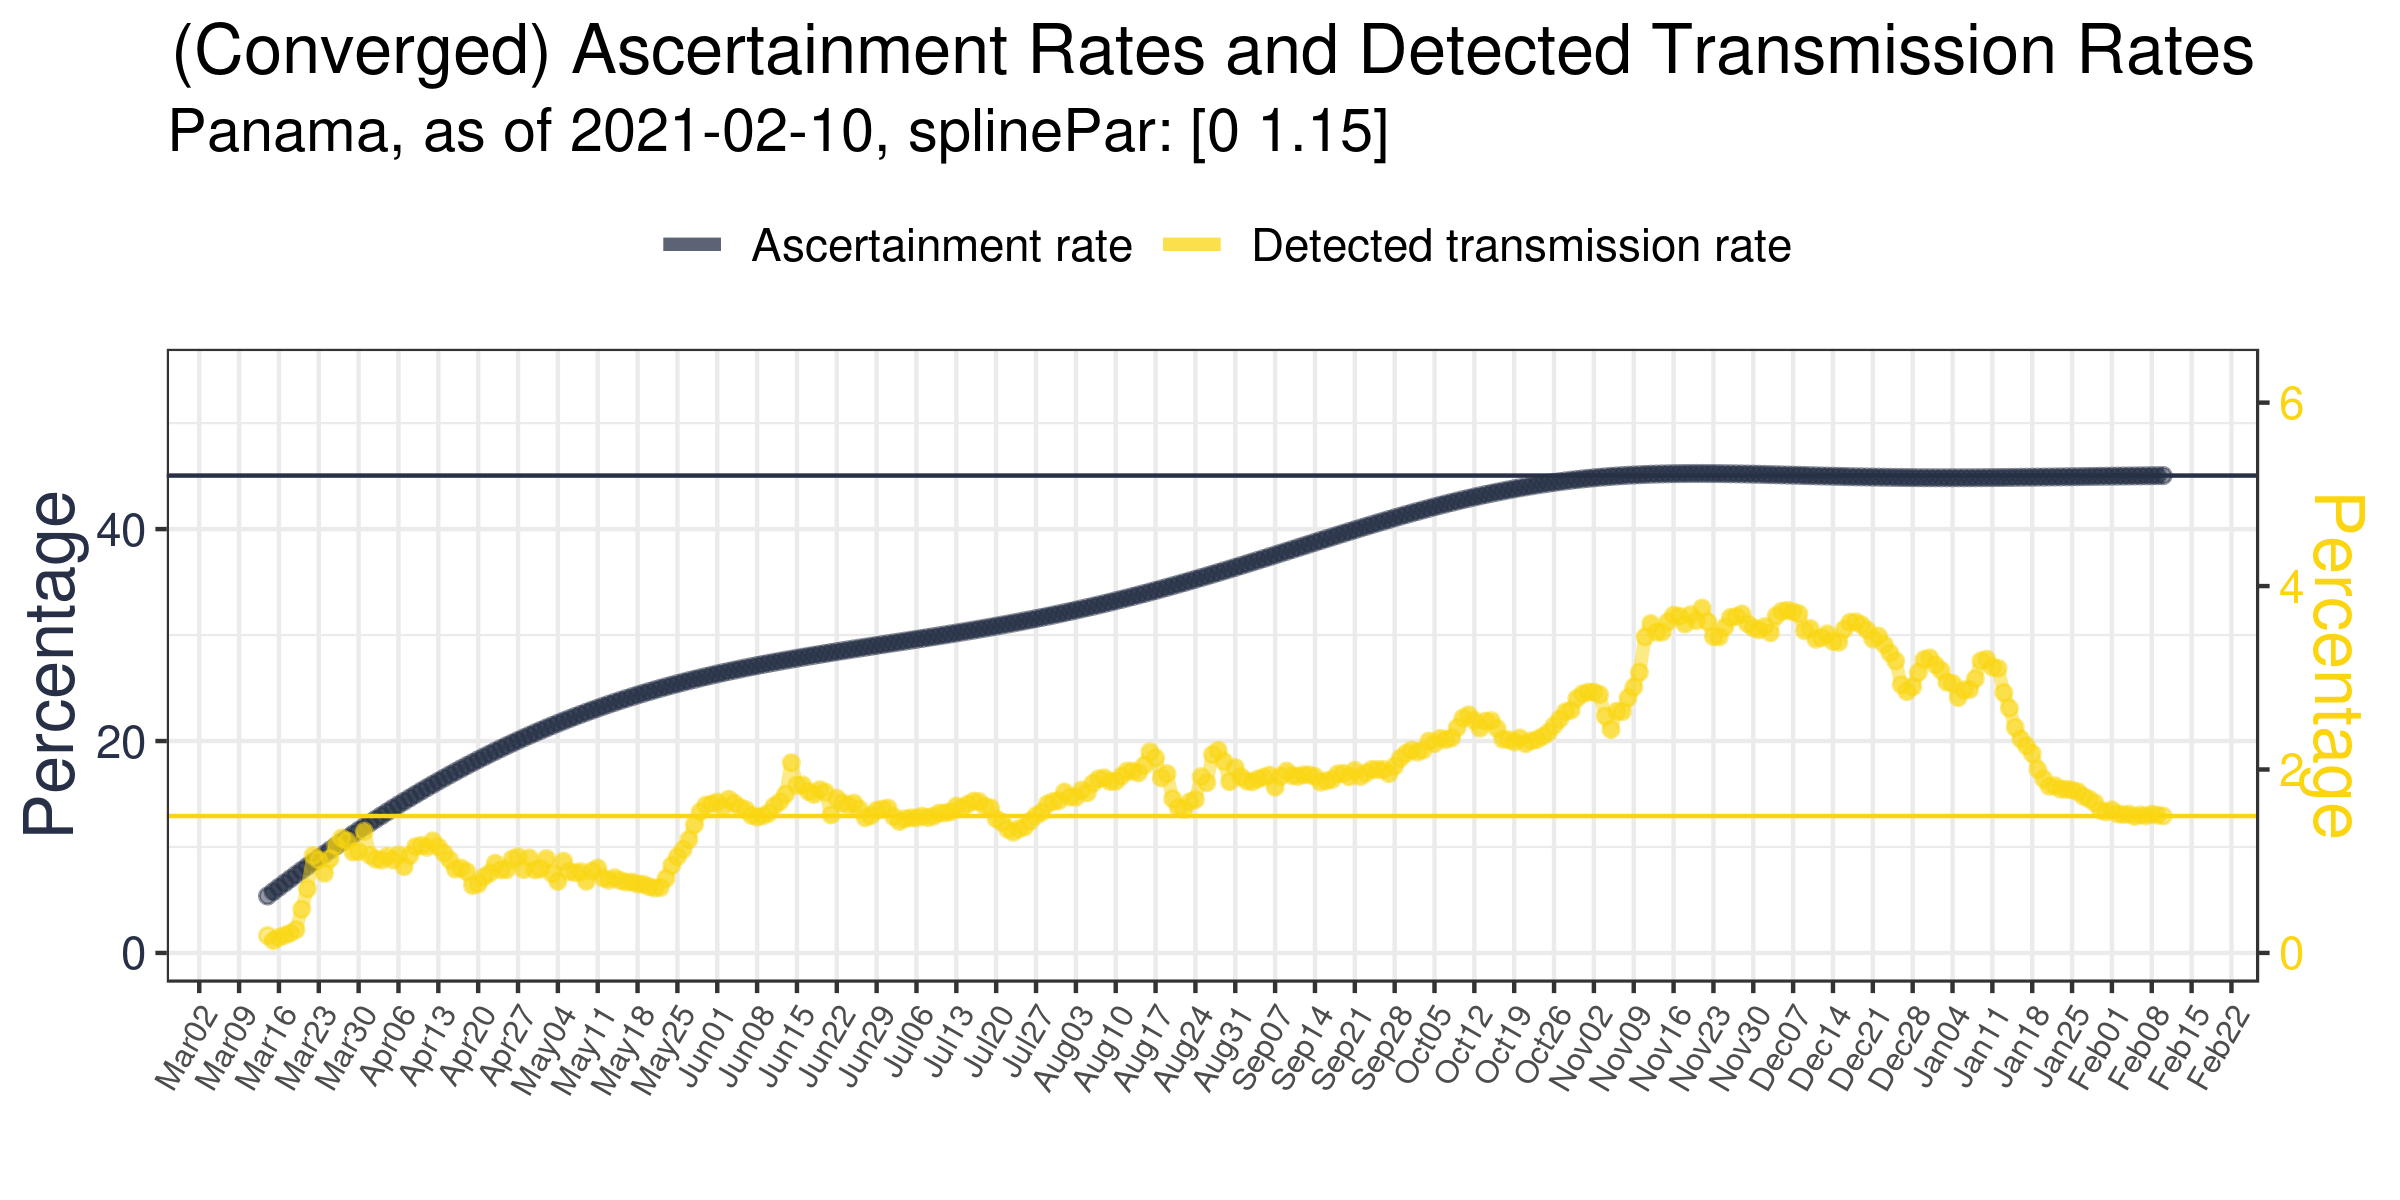 (Converged) Ascertainment Rates and Detected Transmission Rates
Panama, as of 2021-02-10, splinePar: [0 1.15]
Ascertainment rate Detected transmission rate
Percentage
40
20
0
6
4
2
0
Percentage
Mar02 Mar09 Mar16 Mar23 Mar30 Apr06 Apr13 Apr20 Apr27 May04 May11 May18 May25 Jun01 Jun08 Jun15 Jun22 Jun29 Jul06 Jul13 Jul20 Jul27 Aug03 Aug10 Aug17 Aug24 Aug31 Sep07 Sep14 Sep21 Sep28 Oct05 Oct12 Oct19 Oct26 Nov02 Nov09 Nov16 Nov23 Nov30 Dec07 Dec14 Dec21 Dec28 Jan04 Jan11 Jan18 Jan25 Feb01 Feb08 Feb15 Feb22